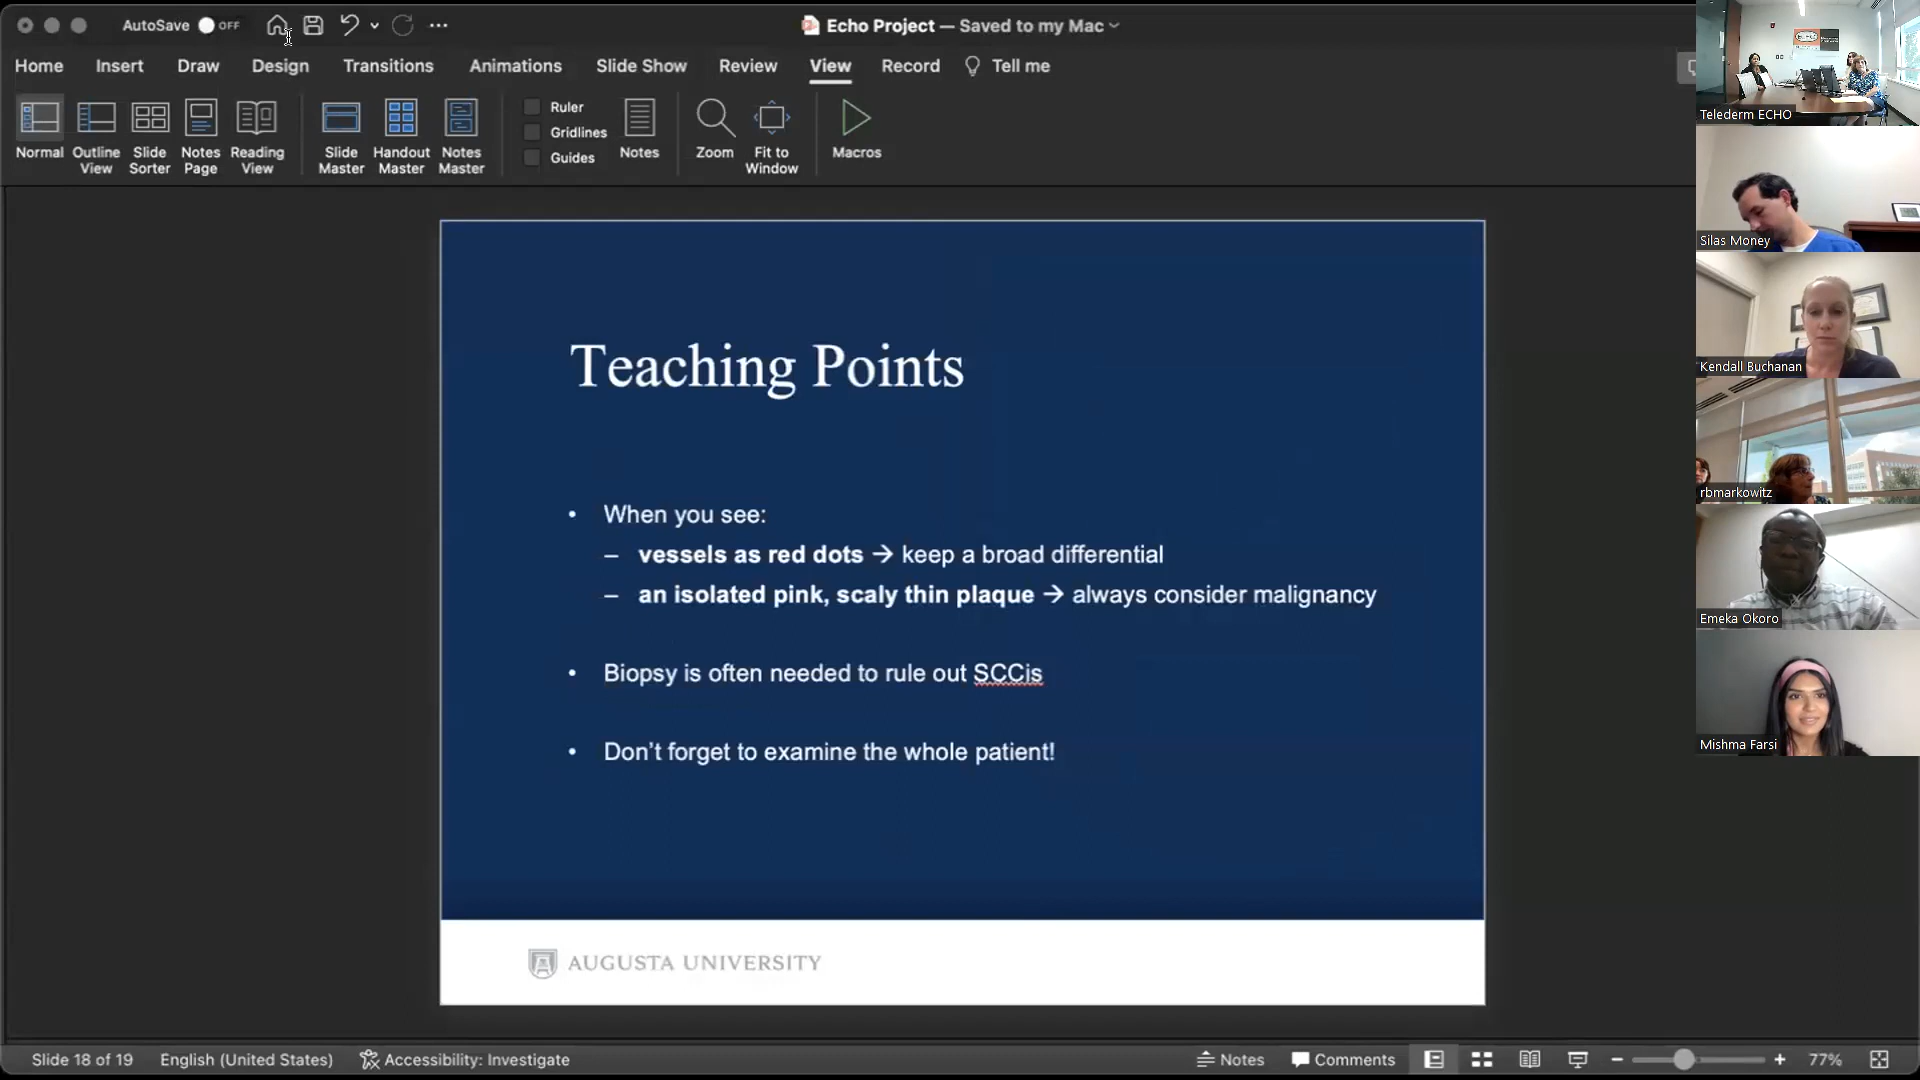 AutoSave OFF
Echo Project — Saved to my Mac
Home Insert Draw Design Transitions Animations Slide Show Review View Record Tell me
Normal
Outline View
Slide Sorter
Notes Page
Reading View
Slide Master
Handout Master
Notes Master
Ruler
Gridlines
Guides
Notes
Zoom
Fit to Window
Macros
Teaching Points
• When you see:
– vessels as red dots → keep a broad differential
– an isolated pink, scaly thin plaque → always consider malignancy
• Biopsy is often needed to rule out SCCis
• Don’t forget to examine the whole patient!
AUGUSTA UNIVERSITY
Slide 18 of 19 English (United States) Accessibility: Investigate Notes Comments 77%
Telederm ECHO
Silas Money
Kendall Buchanan
rbmarkowitz
Emeka Okoro
Mishma Farsi